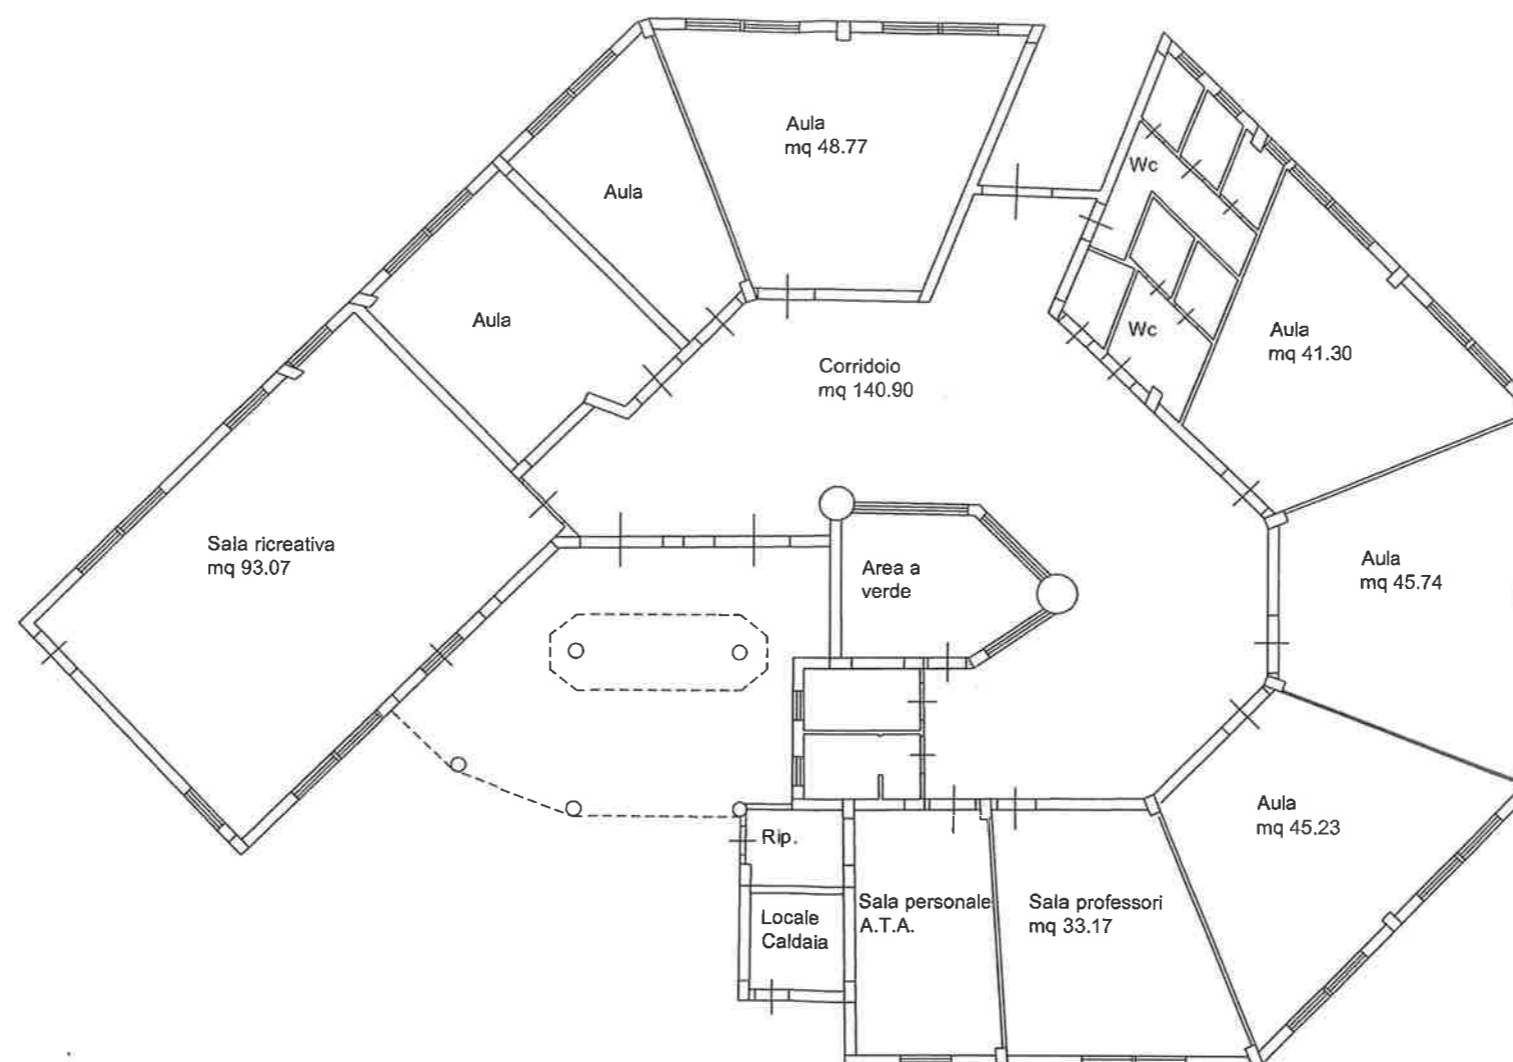 Aula
mq 48.77
Wc
Aula
Aula
Wc
Aula
mq 41.30
Corridoio
mq 140.90
Sala ricreativa
mq 93.07
Area a
verde
Aula
mq 45.74
Aula
mq 45.23
Rip.
Sala personale
A.T.A.
Sala professori
mq 33.17
Locale
Caldaia